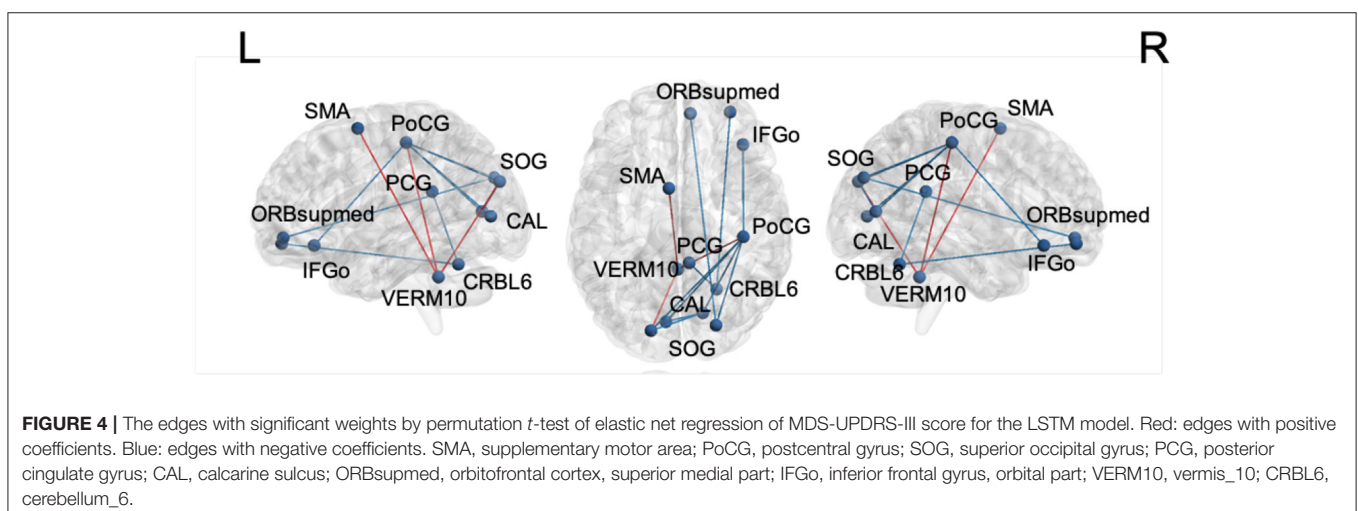 L
R
SMA
PoCG
SOG
PCG
ORBsupmed
CAL
IFGo
CRBL6
VERM10
ORBsupmed
IFGo
SMA
PoCG
PCG
VERM10
CRBL6
CAL
SOG
SMA
PoCG
SOG
PCG
ORBsupmed
CAL
IFGo
CRBL6
VERM10
FIGURE 4 | The edges with significant weights by permutation t-test of elastic net regression of MDS-UPDRS-III score for the LSTM model. Red: edges with positive
coefficients. Blue: edges with negative coefficients. SMA, supplementary motor area; PoCG, postcentral gyrus; SOG, superior occipital gyrus; PCG, posterior
cingulate gyrus; CAL, calcarine sulcus; ORBsupmed, orbitofrontal cortex, superior medial part; IFGo, inferior frontal gyrus, orbital part; VERM10, vermis_10; CRBL6,
cerebellum_6.